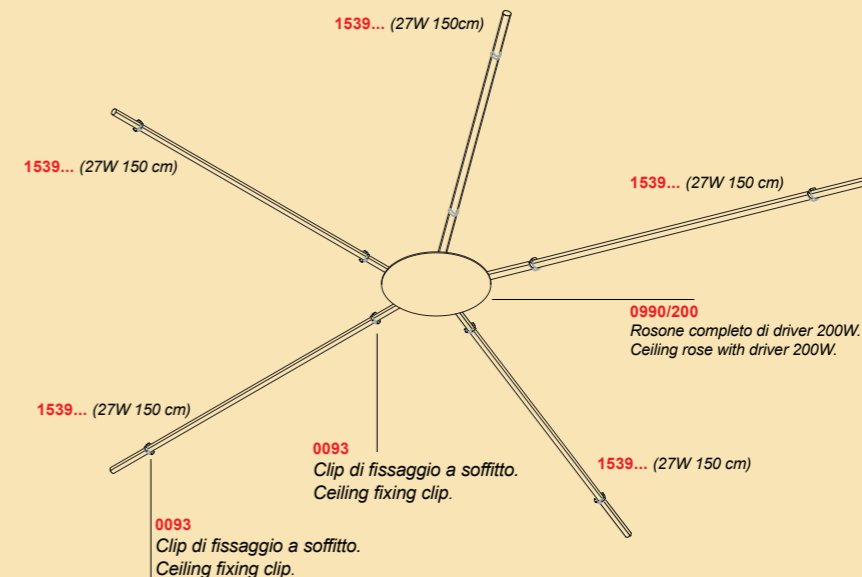 1539... (27W 150cm)
1539... (27W 150 cm)
1539... (27W 150 cm)
0990/200
Rosone completo di driver 200W.
Ceiling rose with driver 200W.
1539... (27W 150 cm)
0093
Clip di fissaggio a soffitto.
Ceiling fixing clip.
1539... (27W 150 cm)
0093
Clip di fissaggio a soffitto.
Ceiling fixing clip.